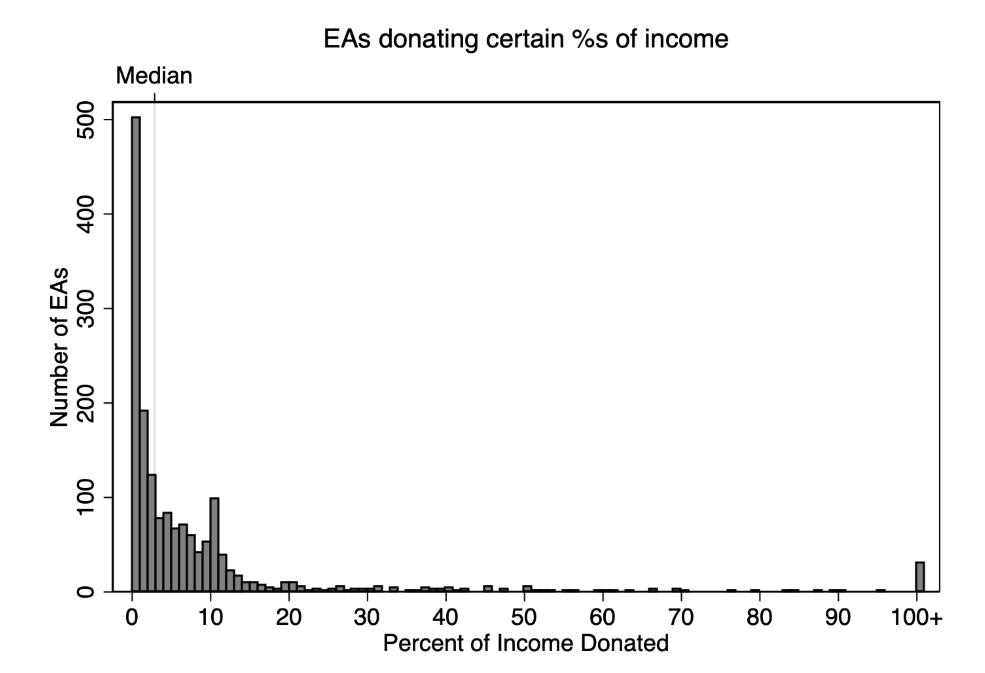 EAs donating certain %s of income
Median
Number of EAs
500
400
300
200
100
0
0 10 20 30 40 50 60 70 80 90 100+
Percent of Income Donated